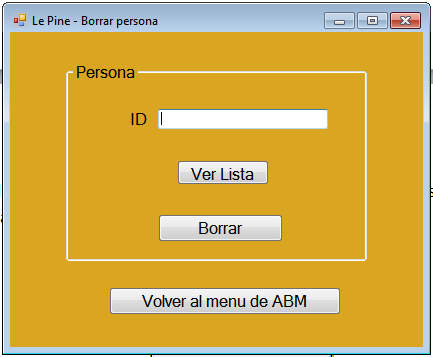 Le Pine - Borrar persona
Persona
ID
Ver Lista
Borrar
Volver al menu de ABM